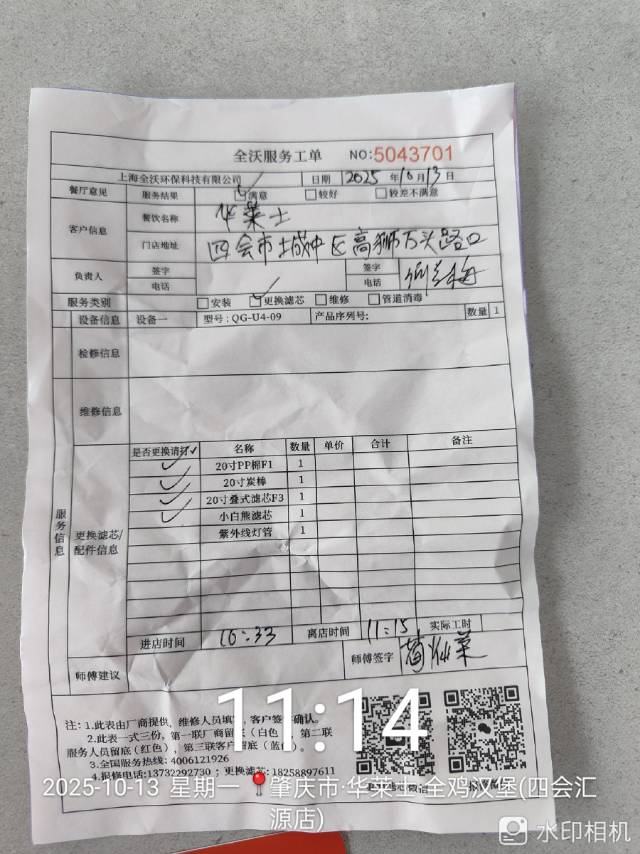 全沃服务工单 NO:5043701
上海全沃环保科技有限公司 日期 2025 年 10 月 13 日
餐厅意见 服务结果 ✓满意 □较好 □较差不满意
客户信息 餐饮名称 华莱士
门店地址 四会市城中区高狮万头路口
负责人 签字 签字
电话 电话
服务类别 □安装 ✓更换滤芯 □维修 □管道消毒
设备信息 设备一 型号: QG-U4-09 产品序列号: 数量 1
检修信息
维修信息
服务信息
更换滤芯/配件信息
是否更换请打✓ 名称 数量 单价 合计 备注
✓ 20寸PP棉F1 1
✓ 20寸炭棒 1
✓ 20寸叠式滤芯F3 1
✓ 小白熊滤芯 1
紫外线灯管 1
进店时间 10:33 离店时间 11:15 实际工时
师傅建议 师傅签字
注: 1.此表由厂商提供,维修人员填 客户签 确认。
2.此表一式三份,第一联厂商留底(白色 第二联
服务人员留底(红色),第三联客户留底(蓝
3.全国服务热线: 4006121926
4.报修电话:13732292730 ; 更换滤芯: 18258897611
11:14
2025-10-13 星期一 肇庆市·华莱士·全鸡汉堡(四会汇
源店)
水印相机